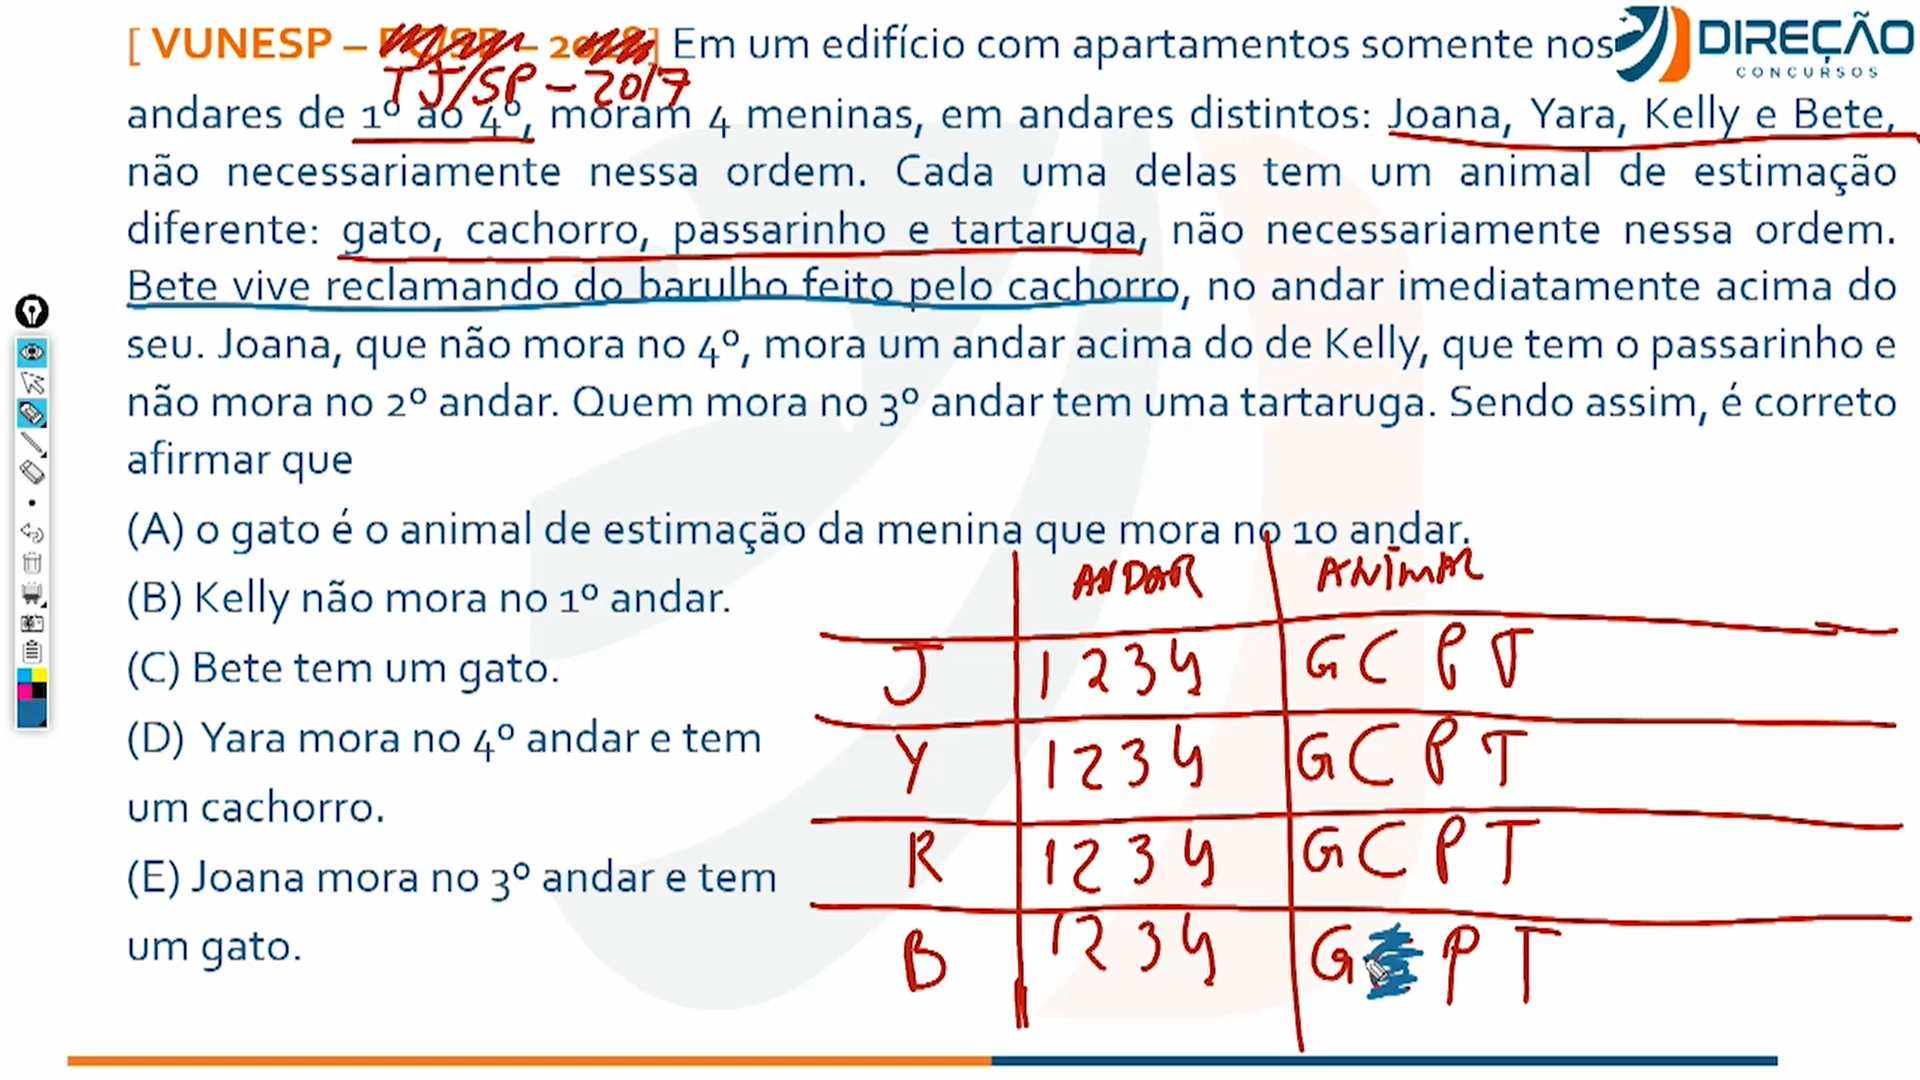 [ VUNESP – – 20 ] Em um edifício com apartamentos somente nos
DIREÇÃO
CONCURSOS
TJ/SP - 2017
andares de 1º ao 4º, moram 4 meninas, em andares distintos: Joana, Yara, Kelly e Bete,
não necessariamente nessa ordem. Cada uma delas tem um animal de estimação
diferente: gato, cachorro, passarinho e tartaruga, não necessariamente nessa ordem.
Bete vive reclamando do barulho feito pelo cachorro, no andar imediatamente acima do
seu. Joana, que não mora no 4º, mora um andar acima do de Kelly, que tem o passarinho e
não mora no 2º andar. Quem mora no 3º andar tem uma tartaruga. Sendo assim, é correto
afirmar que
(A) o gato é o animal de estimação da menina que mora no 10 andar.
(B) Kelly não mora no 1º andar.
(C) Bete tem um gato.
(D) Yara mora no 4º andar e tem
um cachorro.
(E) Joana mora no 3º andar e tem
um gato.
ANDAR ANIMAL
J 1 2 3 4 G C P T
Y 1 2 3 4 G C P T
K 1 2 3 4 G C P T
B 1 2 3 4 G P T